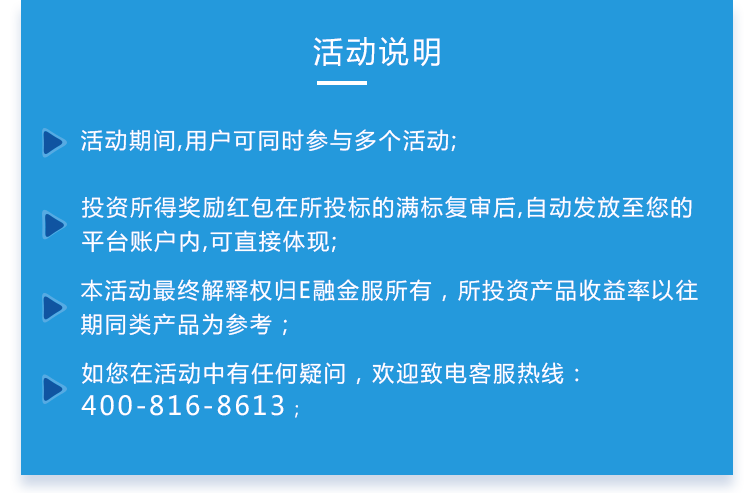 活动说明
活动期间,用户可同时参与多个活动;
投资所得奖励红包在所投标的满标复审后,自动发放至您的
平台账户内,可直接体现;
本活动最终解释权归E融金服所有，所投资产品收益率以往
期同类产品为参考；
如您在活动中有任何疑问，欢迎致电客服热线：
400-816-8613；